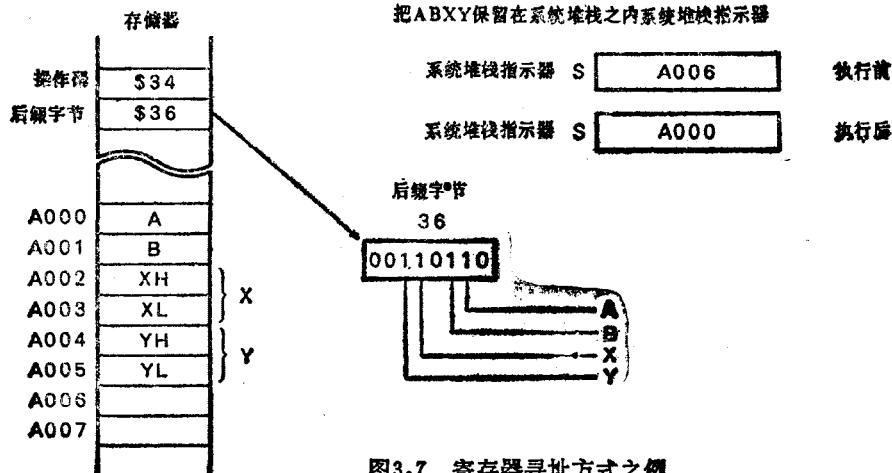 存储器
把ABXY保留在系统堆栈之内系统堆栈指示器
操作码 $34
后缀字节 $36
系统堆栈指示器 S A006 执行前
系统堆栈指示器 S A000 执行后
后缀字节
36
00110110
A
B
X
Y
A000 A
A001 B
A002 XH
A003 XL
X
A004 YH
A005 YL
Y
A006
A007
图3.7 寄存器寻址方式之例